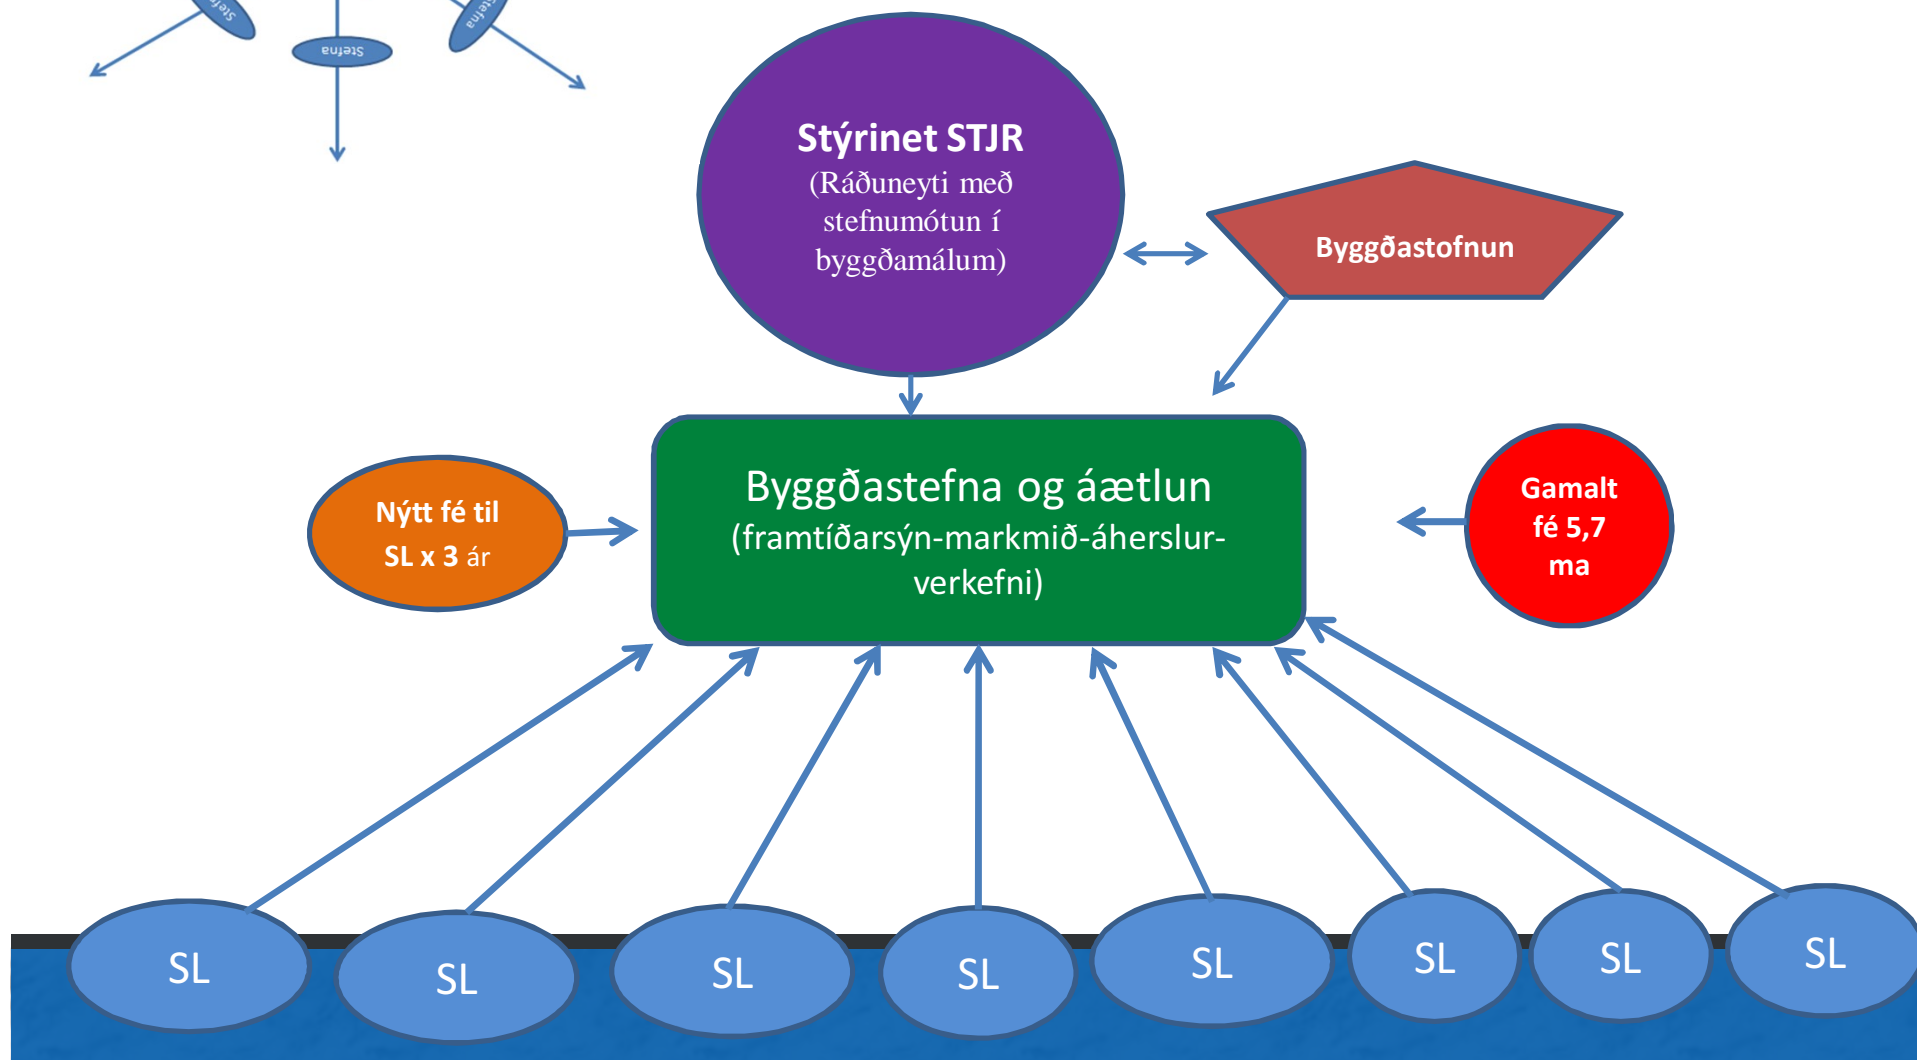 Stefna
Stefna
Stefna
Stýrinet STJR
(Ráðuneyti með
stefnumótun í
byggðamálum)
Byggðastofnun
Byggðastefna og áætlun
(framtíðarsýn-markmið-áherslur-
verkefni)
Nýtt fé til
SL x 3 ár
Gamalt
fé 5,7
ma
SL
SL
SL
SL
SL
SL
SL
SL